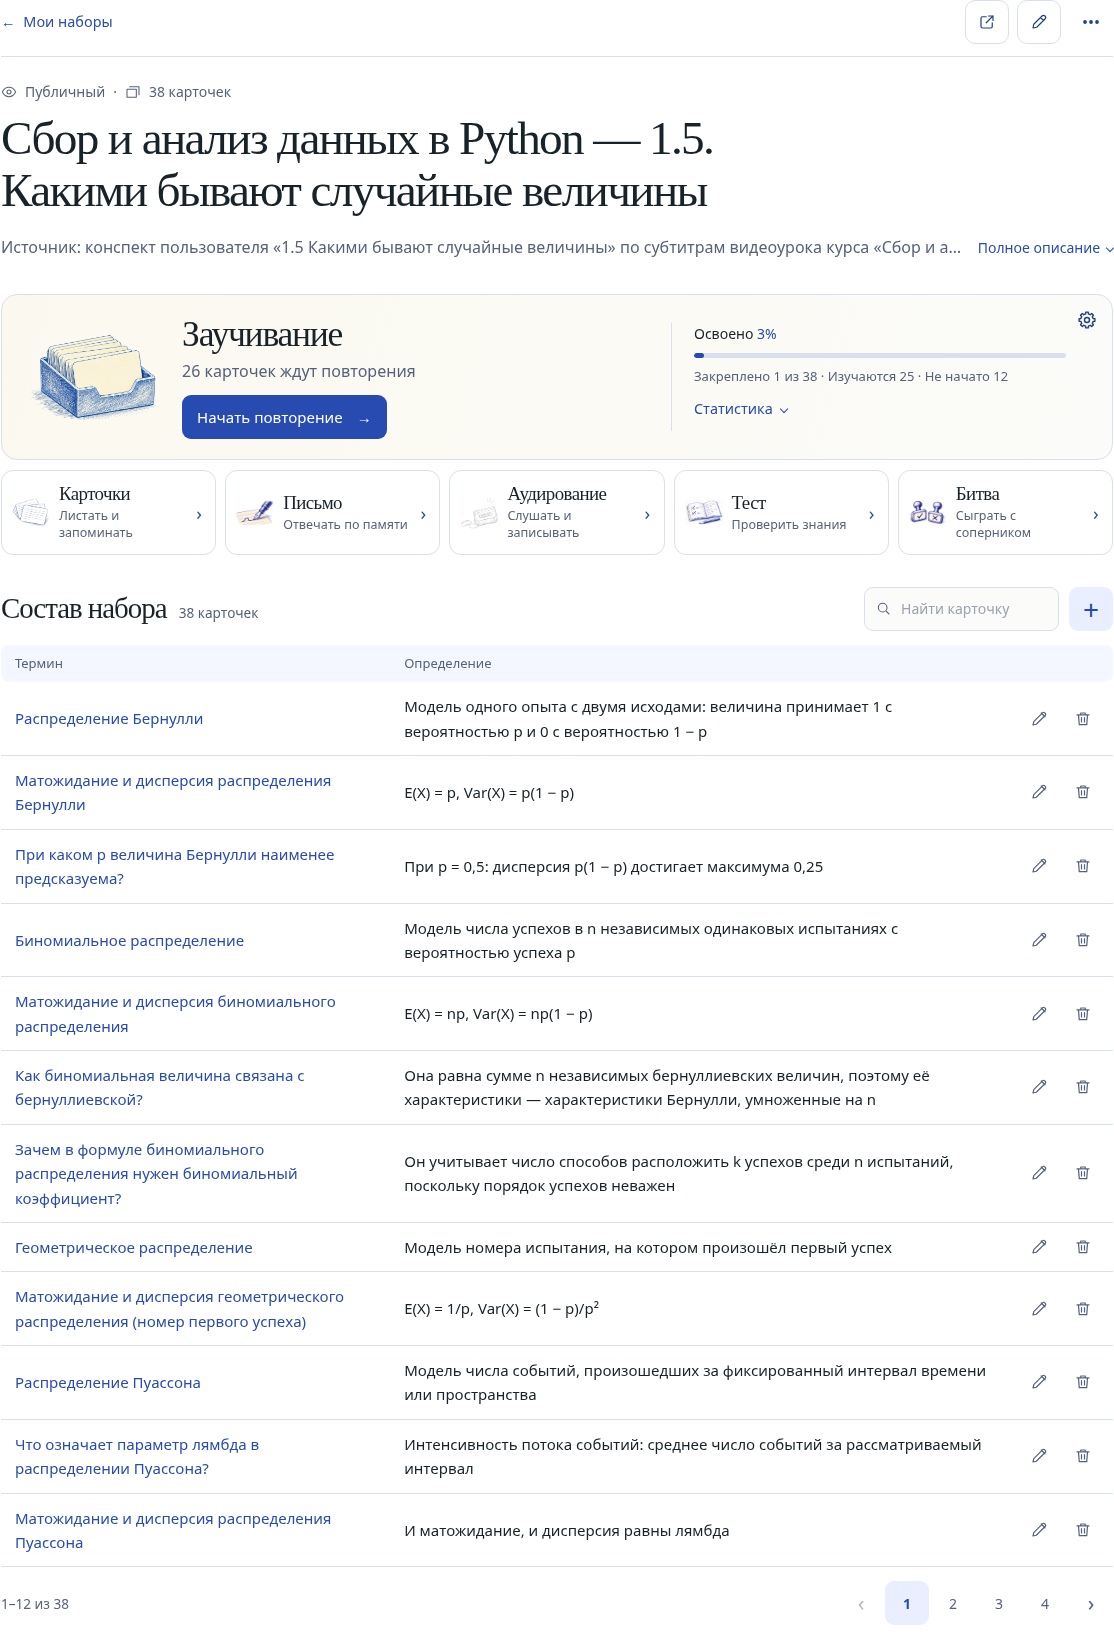 ← Мои наборы
Публичный · 38 карточек
Сбор и анализ данных в Python — 1.5.
Какими бывают случайные величины
Источник: конспект пользователя «1.5 Какими бывают случайные величины» по субтитрам видеоурока курса «Сбор и а... Полное описание
Заучивание
26 карточек ждут повторения
Начать повторение →
Освоено 3%
Закреплено 1 из 38 · Изучаются 25 · Не начато 12
Статистика
Карточки
Листать и
запоминать
Письмо
Отвечать по памяти
Аудирование
Слушать и
записывать
Тест
Проверить знания
Битва
Сыграть с
соперником
Состав набора 38 карточек
Найти карточку
+
Термин Определение
Распределение Бернулли
Модель одного опыта с двумя исходами: величина принимает 1 с
вероятностью p и 0 с вероятностью 1 − p
Матожидание и дисперсия распределения
Бернулли
E(X) = p, Var(X) = p(1 − p)
При каком p величина Бернулли наименее
предсказуема?
При p = 0,5: дисперсия p(1 − p) достигает максимума 0,25
Биномиальное распределение
Модель числа успехов в n независимых одинаковых испытаниях с
вероятностью успеха p
Матожидание и дисперсия биномиального
распределения
E(X) = np, Var(X) = np(1 − p)
Как биномиальная величина связана с
бернуллиевской?
Она равна сумме n независимых бернуллиевских величин, поэтому её
характеристики — характеристики Бернулли, умноженные на n
Зачем в формуле биномиального
распределения нужен биномиальный
коэффициент?
Он учитывает число способов расположить k успехов среди n испытаний,
поскольку порядок успехов неважен
Геометрическое распределение
Модель номера испытания, на котором произошёл первый успех
Матожидание и дисперсия геометрического
распределения (номер первого успеха)
E(X) = 1/p, Var(X) = (1 − p)/p²
Распределение Пуассона
Модель числа событий, произошедших за фиксированный интервал времени
или пространства
Что означает параметр лямбда в
распределении Пуассона?
Интенсивность потока событий: среднее число событий за рассматриваемый
интервал
Матожидание и дисперсия распределения
Пуассона
И матожидание, и дисперсия равны лямбда
1–12 из 38
‹ 1 2 3 4 ›